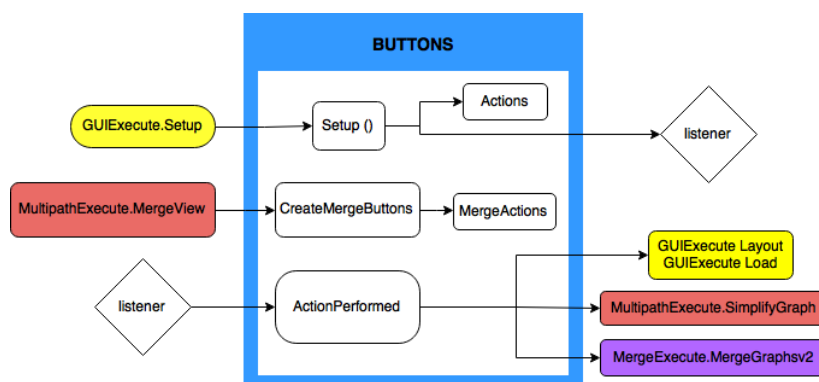 BUTTONS
GUIExecute.Setup
Setup ()
Actions
listener
MultipathExecute.MergeView
CreateMergeButtons
MergeActions
GUIExecute Layout
GUIExecute Load
listener
ActionPerformed
MultipathExecute.SimplifyGraph
MergeExecute.MergeGraphsv2